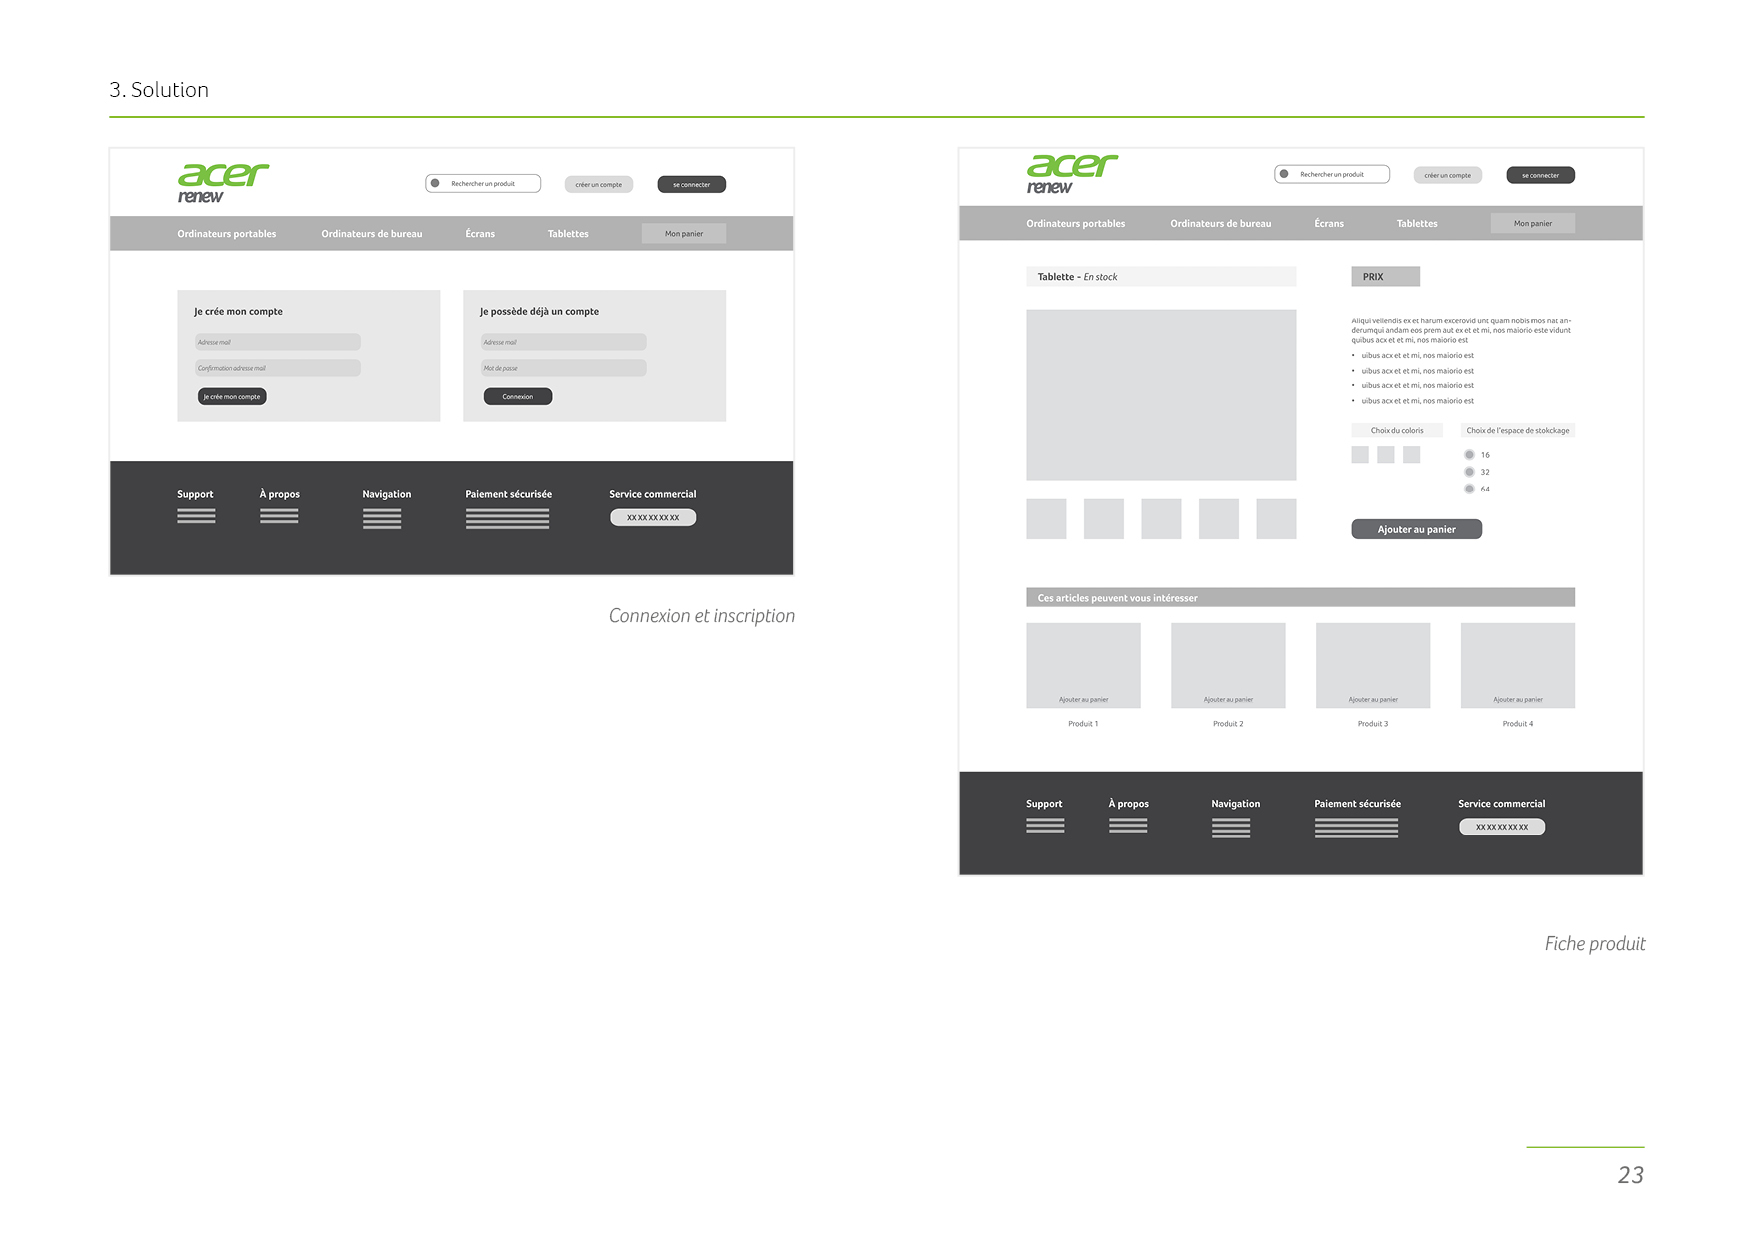 3. Solution
acer
renew
Rechercher un produit
créer un compte
se connecter
Ordinateurs portables
Ordinateurs de bureau
Écrans
Tablettes
Mon panier
Je crée mon compte
Adresse mail
Confirmation adresse mail
Je crée mon compte
Je possède déjà un compte
Adresse mail
Mot de passe
Connexion
Support
À propos
Navigation
Paiement sécurisée
Service commercial
XX XX XX XX XX
Connexion et inscription
acer
renew
Rechercher un produit
créer un compte
se connecter
Ordinateurs portables
Ordinateurs de bureau
Écrans
Tablettes
Mon panier
Tablette - En stock
PRIX
Aliqui vellendis ex et harum excerovid unt quam nobis mos nat an-
derumqui andam eos prem aut ex et et mi, nos maiorio este vidunt
quibus acx et et mi, nos maiorio est
• uibus acx et et mi, nos maiorio est
• uibus acx et et mi, nos maiorio est
• uibus acx et et mi, nos maiorio est
• uibus acx et et mi, nos maiorio est
Choix du coloris
Choix de l'espace de stokckage
16
32
64
Ajouter au panier
Ces articles peuvent vous intéresser
Ajouter au panier
Ajouter au panier
Ajouter au panier
Ajouter au panier
Produit 1
Produit 2
Produit 3
Produit 4
Support
À propos
Navigation
Paiement sécurisée
Service commercial
XX XX XX XX XX
Fiche produit
23